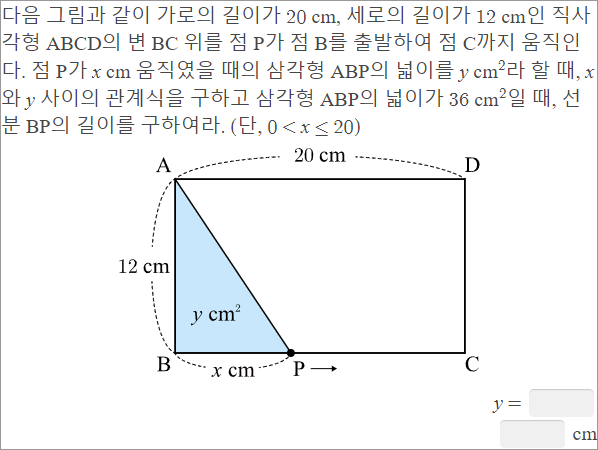 다음 그림과 같이 가로의 길이가 20 cm, 세로의 길이가 12 cm인 직사
각형 ABCD의 변 BC 위를 점 P가 점 B를 출발하여 점 C까지 움직인
다. 점 P가 x cm 움직였을 때의 삼각형 ABP의 넓이를 y cm²라 할 때, x
와 y 사이의 관계식을 구하고 삼각형 ABP의 넓이가 36 cm²일 때, 선
분 BP의 길이를 구하여라. (단, 0 < x ≤ 20)
20 cm
A D
12 cm
y cm²
B P → C
x cm
y =
cm